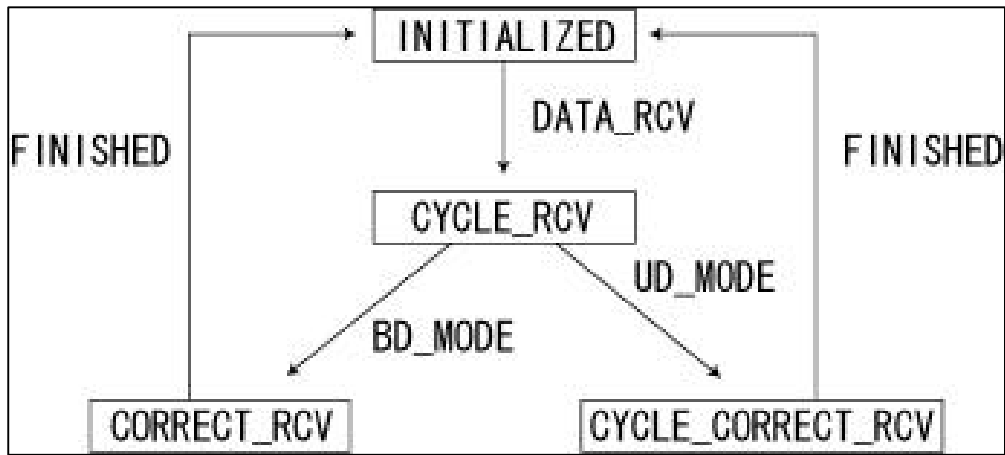 INITIALIZED
DATA_RCV
FINISHED
FINISHED
CYCLE_RCV
UD_MODE
BD_MODE
CORRECT_RCV
CYCLE_CORRECT_RCV